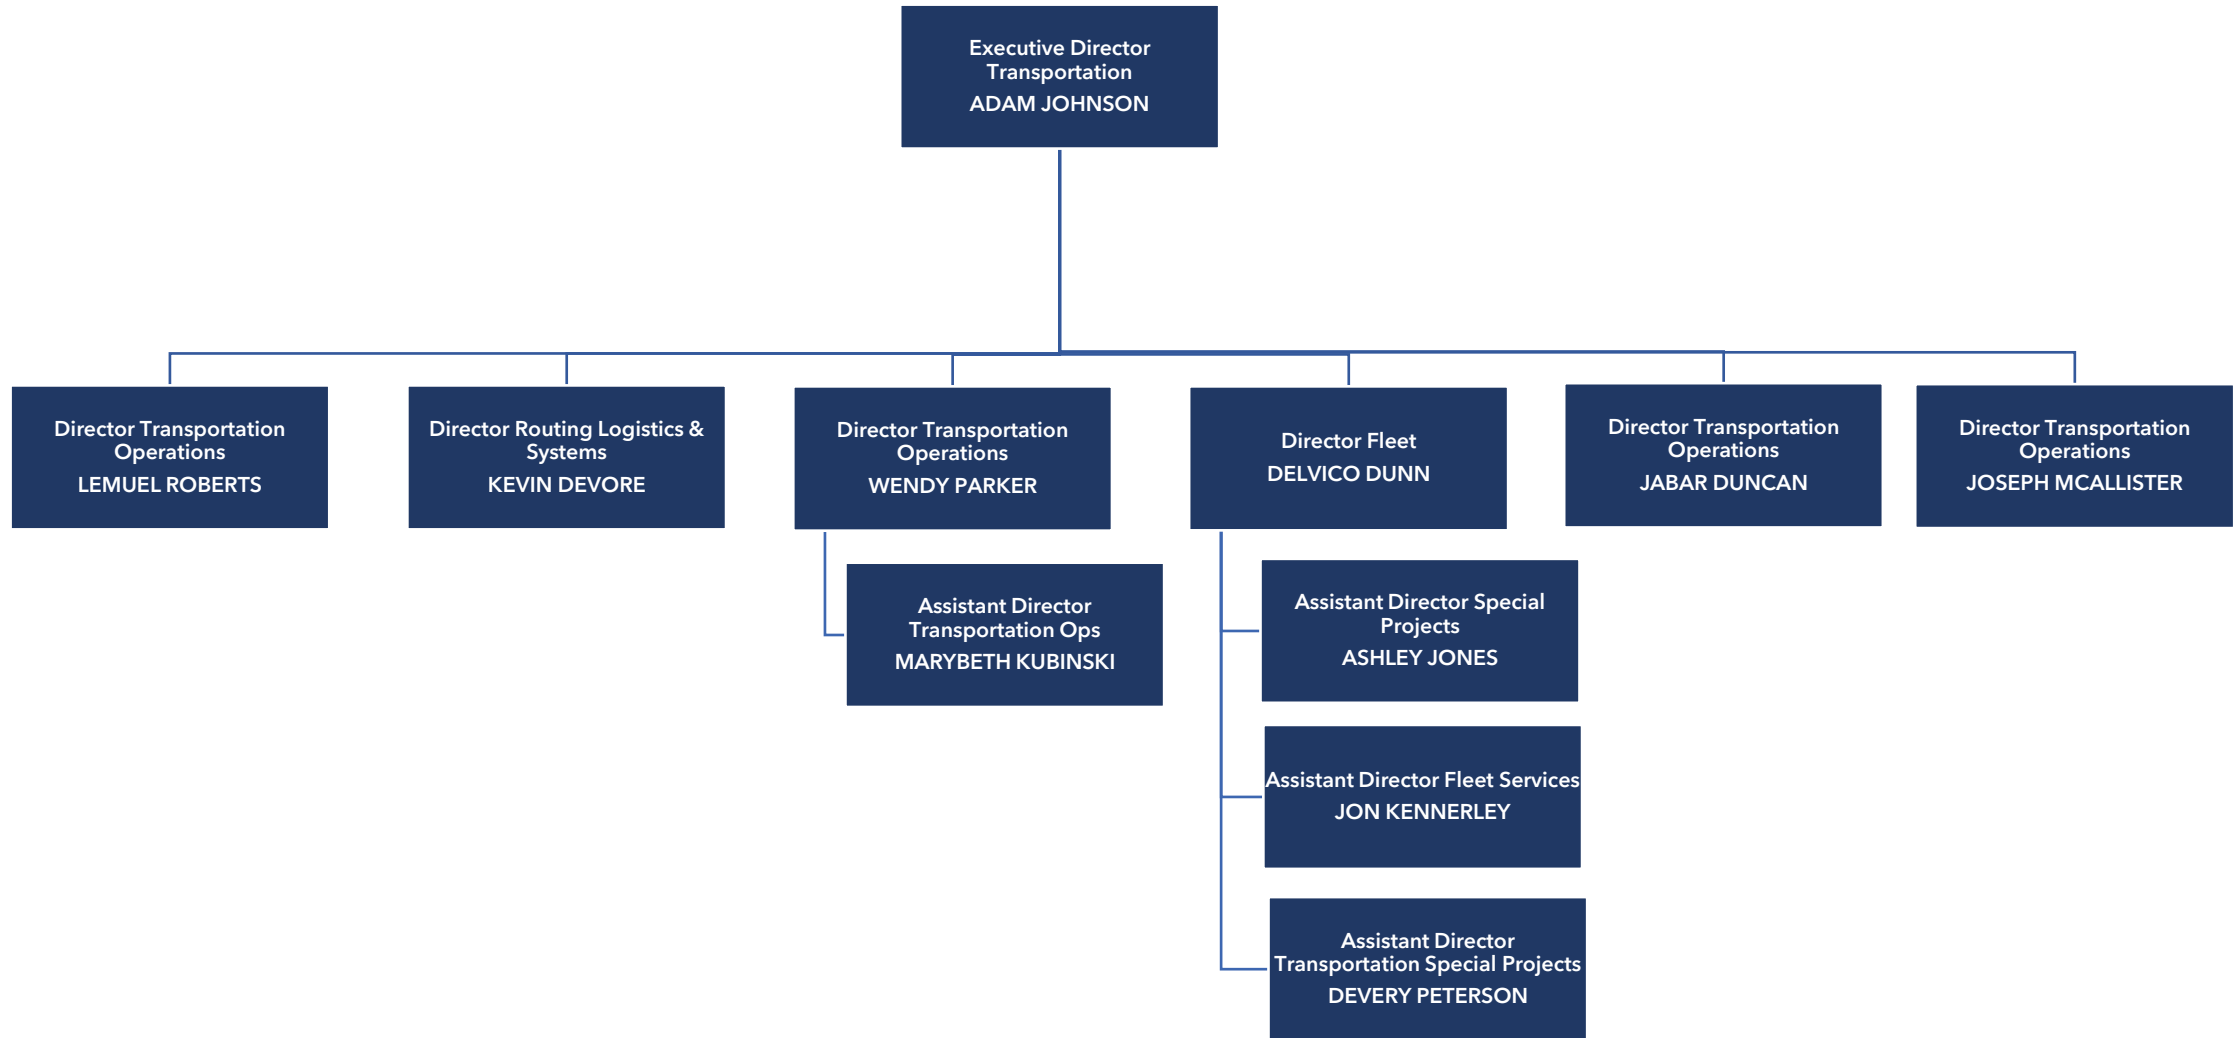 Executive Director
Transportation
ADAM JOHNSON
Director Transportation
Operations
LEMUEL ROBERTS
Director Routing Logistics &
Systems
KEVIN DEVORE
Director Transportation
Operations
WENDY PARKER
Director Fleet
DELVICO DUNN
Director Transportation
Operations
JABAR DUNCAN
Director Transportation
Operations
JOSEPH MCALLISTER
Assistant Director
Transportation Ops
MARYBETH KUBINSKI
Assistant Director Special
Projects
ASHLEY JONES
Assistant Director Fleet Services
JON KENNERLEY
Assistant Director
Transportation Special Projects
DEVERY PETERSON